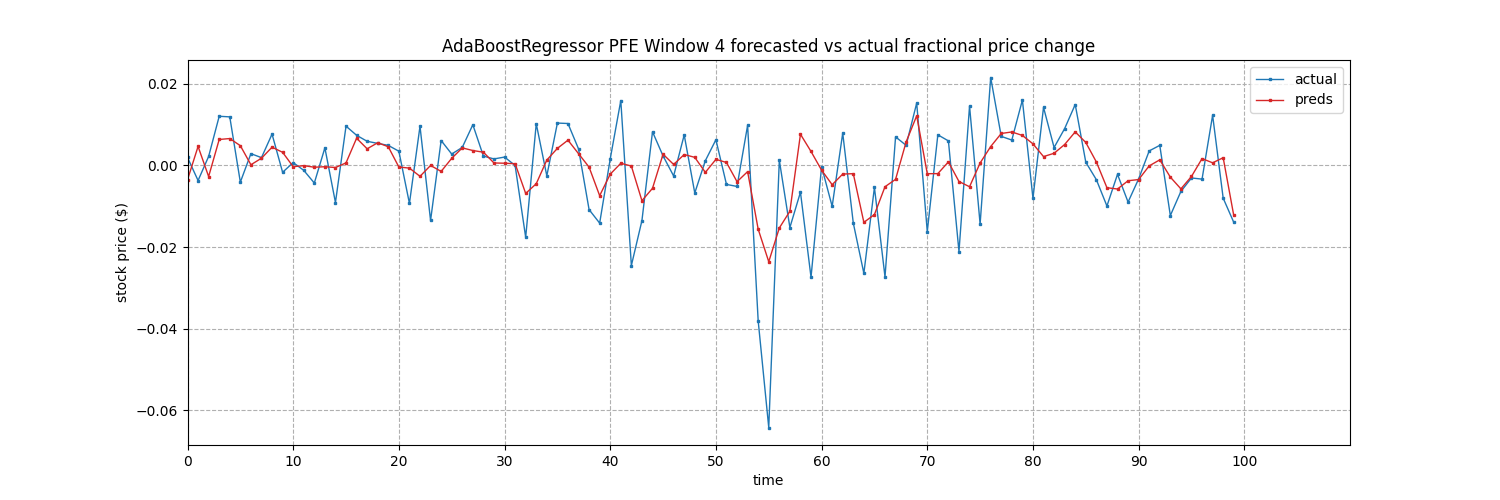 AdaBoostRegressor PFE Window 4 forecasted vs actual fractional price change
actual
preds
0.02
0.00
−0.02
−0.04
−0.06
stock price ($)
0 10 20 30 40 50 60 70 80 90 100
time